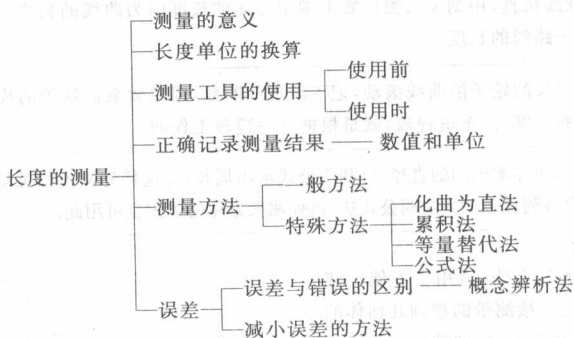 测量的意义
长度单位的换算
测量工具的使用
使用前
使用时
正确记录测量结果
数值和单位
长度的测量
测量方法
一般方法
特殊方法
化曲为直法
累积法
等量替代法
公式法
误差
误差与错误的区别
概念辨析法
减小误差的方法